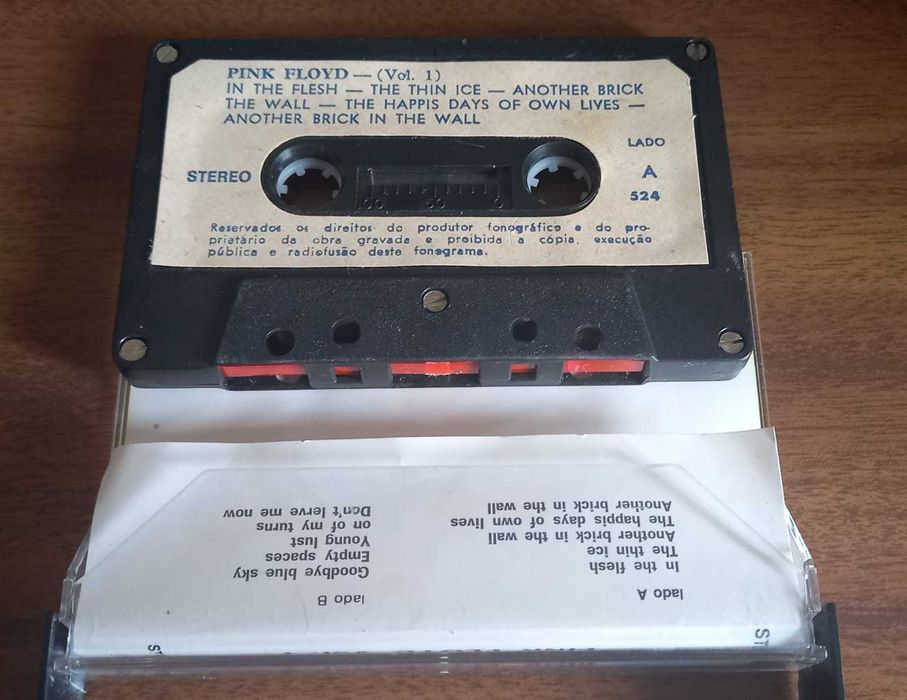 PINK FLOYD — (Vol. 1)
IN THE FLESH — THE THIN ICE — ANOTHER BRICK
THE WALL — THE HAPPIS DAYS OF OWN LIVES —
ANOTHER BRICK IN THE WALL
LADO
STEREO
A
524
100 50 0
Reservados os direitos do produtor fonográfico e do pro-
prietário da obra gravada e proibida a cópia, execução
pública e radiofusão deste fonograma.
lado A
In the flesh
The thin ice
Another brick in the wall
The happis days of own lives
Another brick in the wall
lado B
Goodbye blue sky
Empty spaces
Young lust
on of my turns
Don't lerve me now
ST
ST